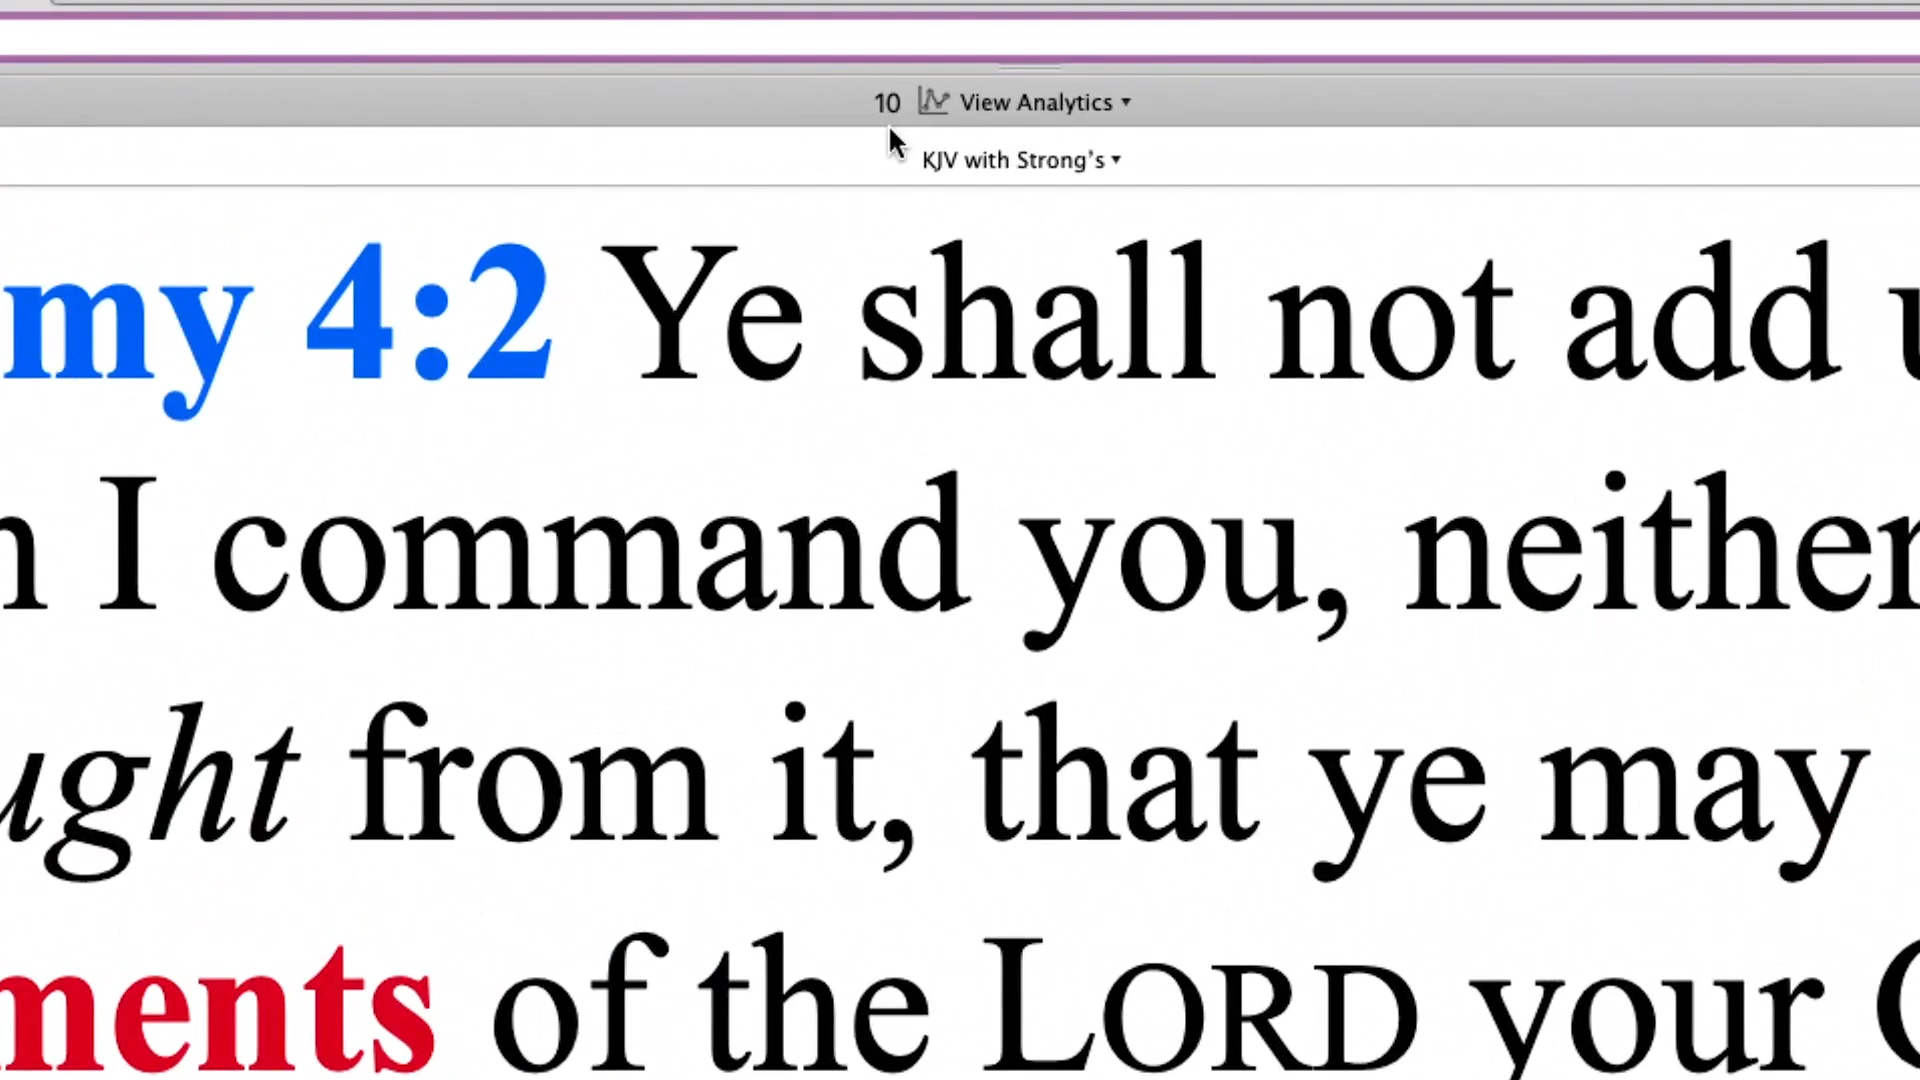 10 View Analytics
KJV with Strong's
my 4:2 Ye shall not add
I command you, neither
ught from it, that ye may
ments of the LORD your